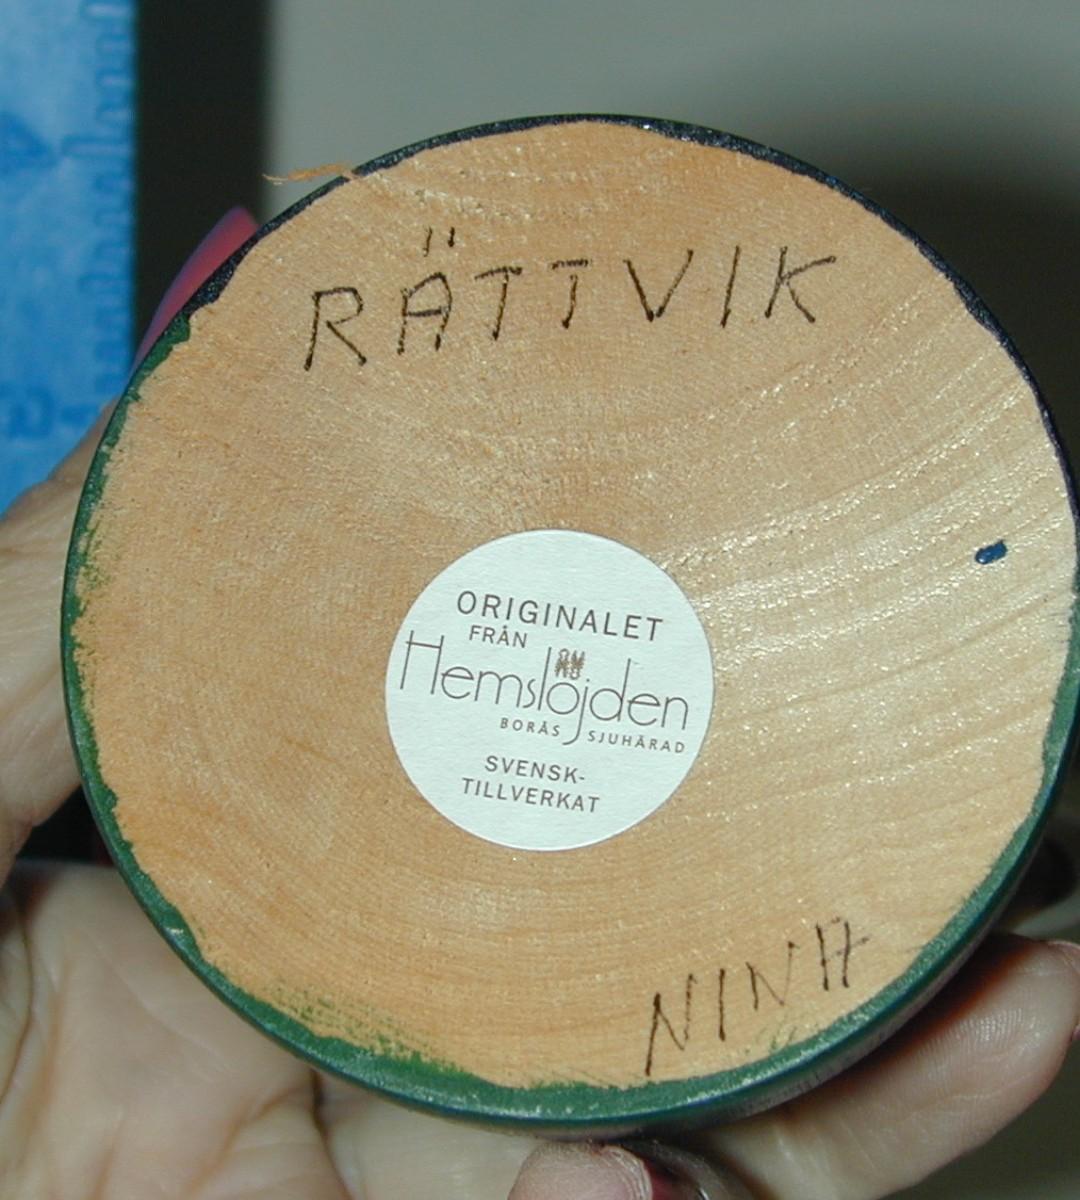 RÄTTVIK
ORIGINALET
FRÅN
Hemslöjden
BORÅS SJUHÄRAD
SVENSK-
TILLVERKAT
NINA